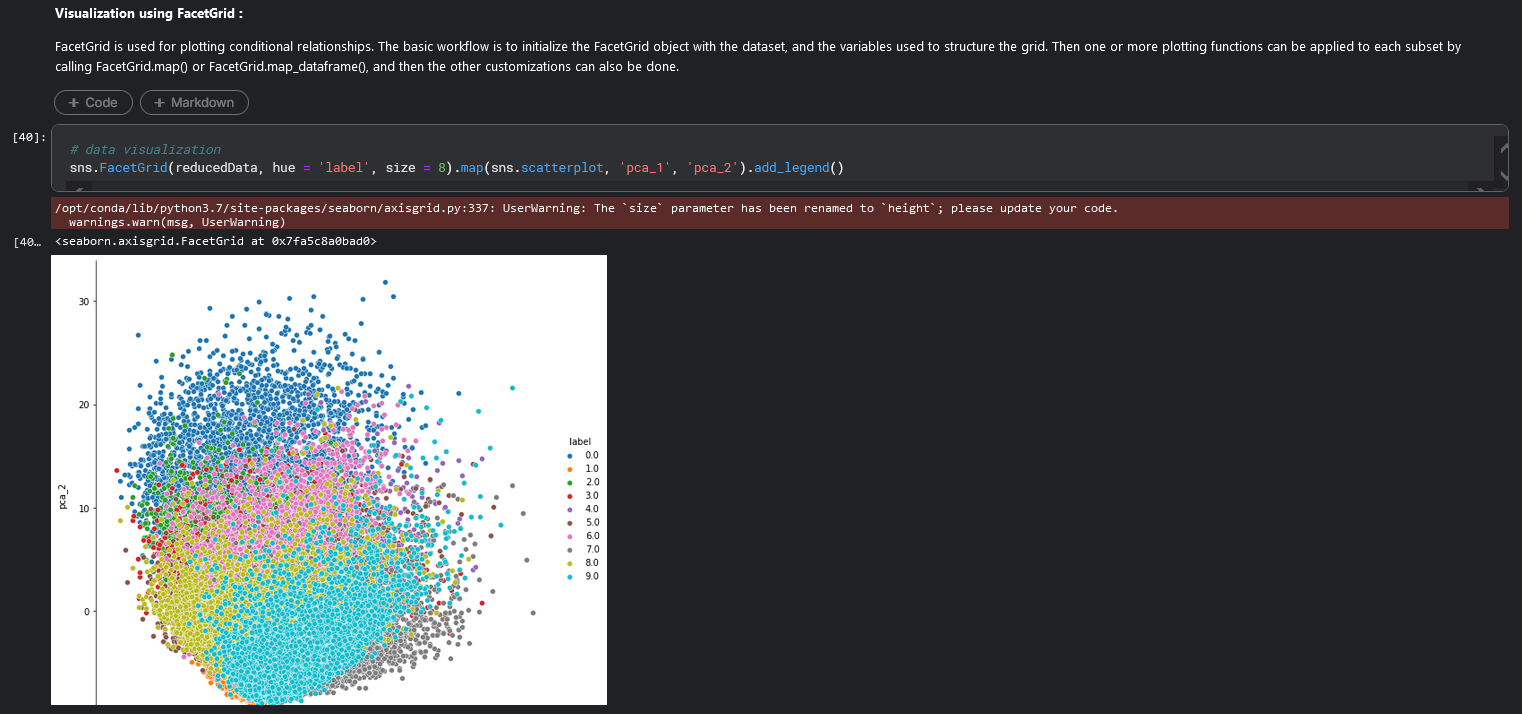 Visualization using FacetGrid :
FacetGrid is used for plotting conditional relationships. The basic workflow is to initialize the FacetGrid object with the dataset, and the variables used to structure the grid. Then one or more plotting functions can be applied to each subset by
calling FacetGrid.map() or FacetGrid.map_dataframe(), and then the other customizations can also be done.
+ Code + Markdown
[40]:
# data visualization
sns.FacetGrid(reducedData, hue = 'label', size = 8).map(sns.scatterplot, 'pca_1', 'pca_2').add_legend()
/opt/conda/lib/python3.7/site-packages/seaborn/axisgrid.py:337: UserWarning: The `size` parameter has been renamed to `height`; please update your code.
warnings.warn(msg, UserWarning)
[40… <seaborn.axisgrid.FacetGrid at 0x7fa5c8a0bad0>
30
20
10
0
pca_2
label
0.0
1.0
2.0
3.0
4.0
5.0
6.0
7.0
8.0
9.0